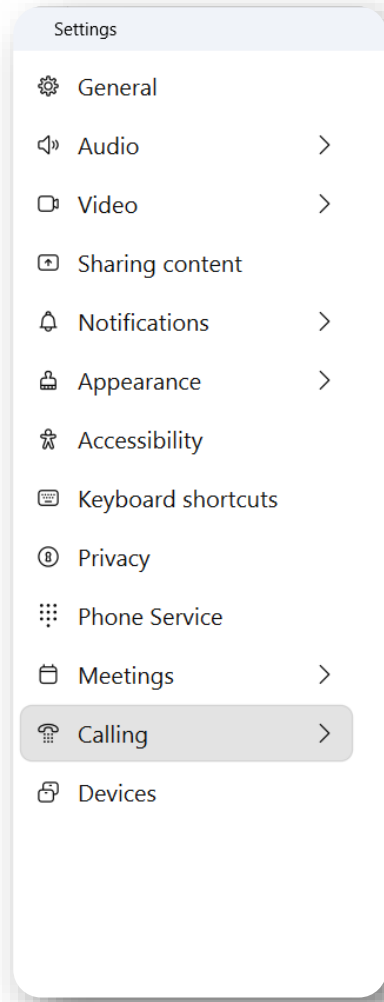 Settings
General
Audio
Video
Sharing content
Notifications
Appearance
Accessibility
Keyboard shortcuts
Privacy
Phone Service
Meetings
Calling
Devices